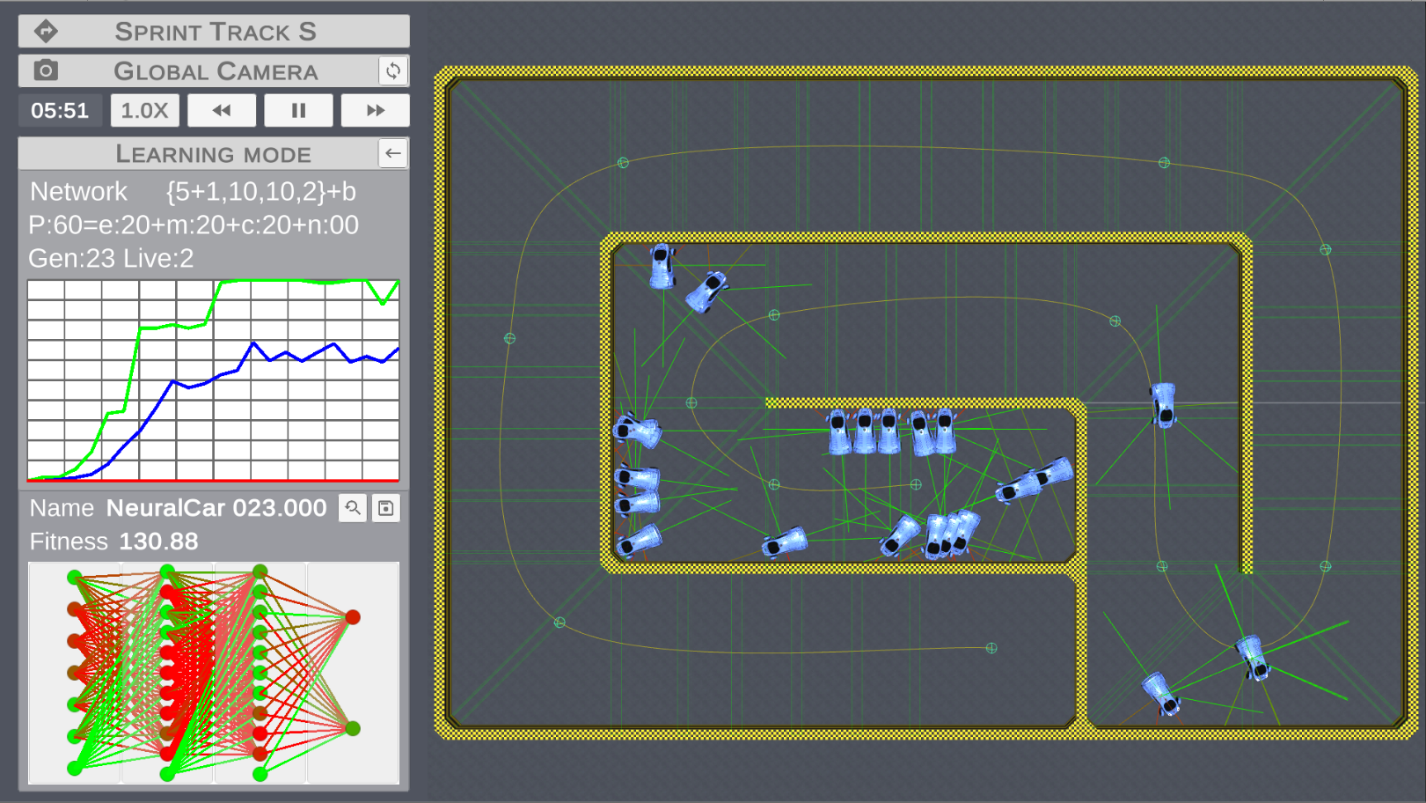 Sprint Track S
Global Camera
05:51 1.0X
Learning mode
Network {5+1,10,10,2}+b
P:60=e:20+m:20+c:20+n:00
Gen:23 Live:2
Name NeuralCar 023.000
Fitness 130.88